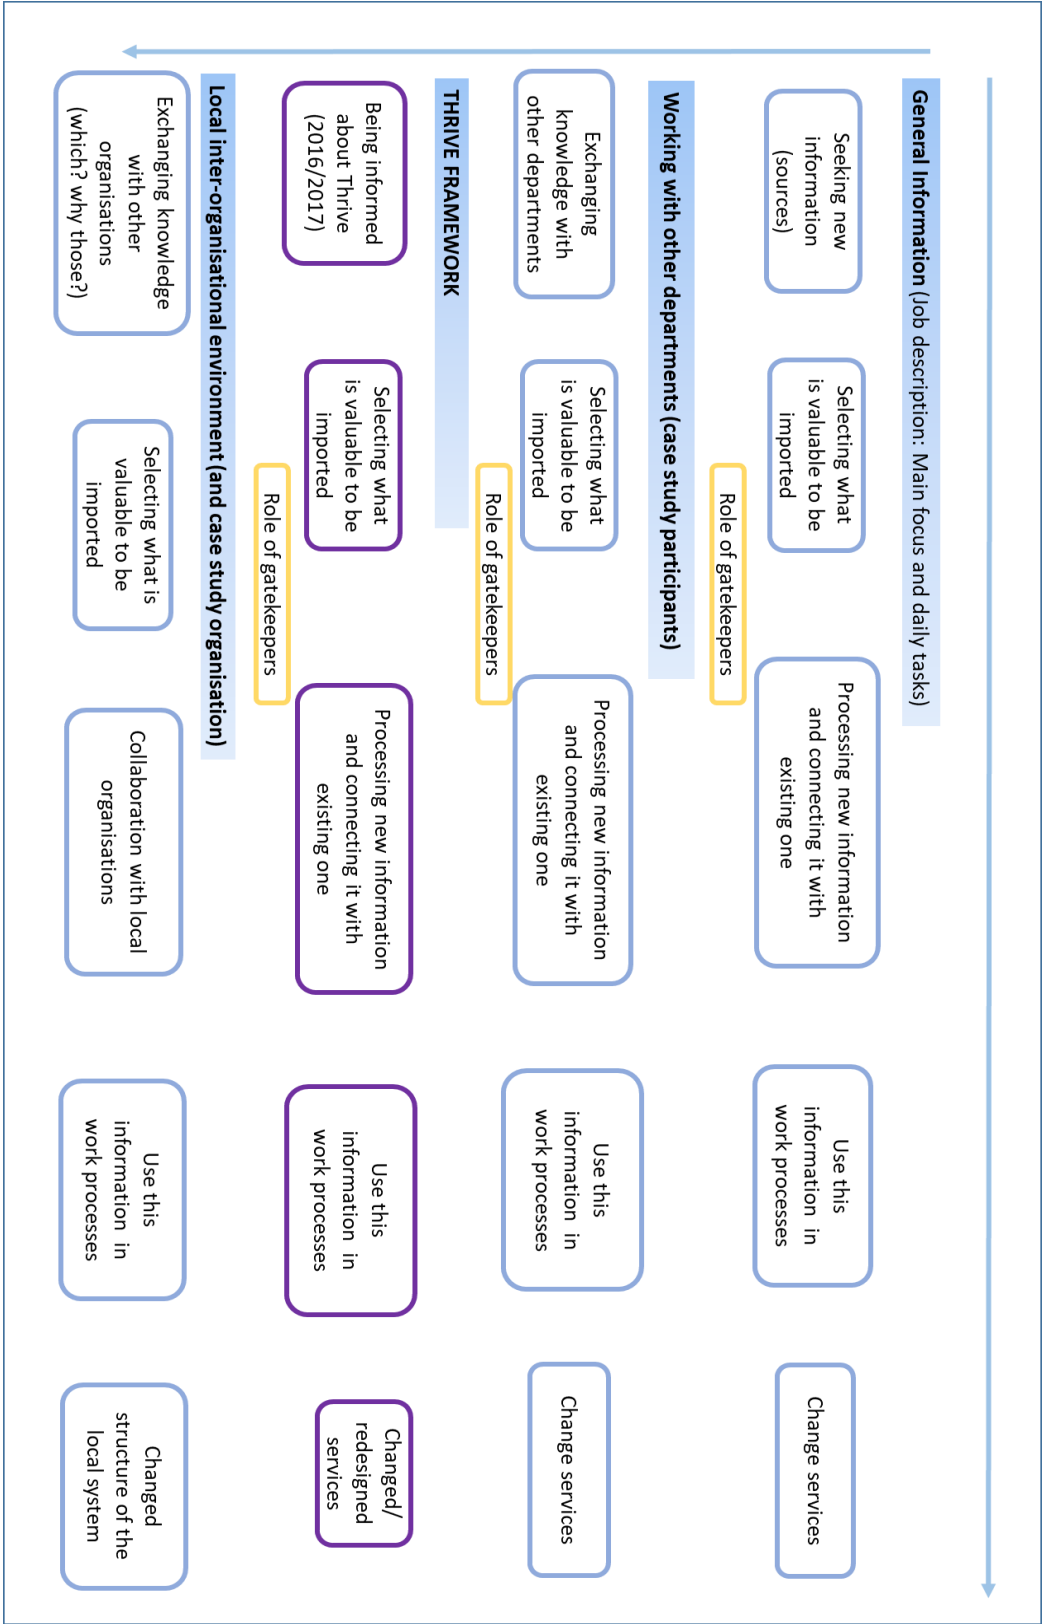 General Information (Job description: Main focus and daily tasks)
Seeking new
information
(sources)
Selecting what
is valuable to be
imported
Processing new information
and connecting it with
existing one
Use this
information in
work processes
Change services
Role of gatekeepers
Working with other departments (case study participants)
Exchanging
knowledge with
other departments
Selecting what
is valuable to be
imported
Processing new information
and connecting it with
existing one
Use this
information in
work processes
Change services
Role of gatekeepers
THRIVE FRAMEWORK
Being informed
about Thrive
(2016/2017)
Selecting what
is valuable to be
imported
Processing new information
and connecting it with
existing one
Use this
information in
work processes
Changed/
redesigned
services
Role of gatekeepers
Local inter-organisational environment (and case study organisation)
Exchanging knowledge
with other
organisations
(which? why those?)
Selecting what is
valuable to be
imported
Collaboration with local
organisations
Use this
information in
work processes
Changed
structure of the
local system